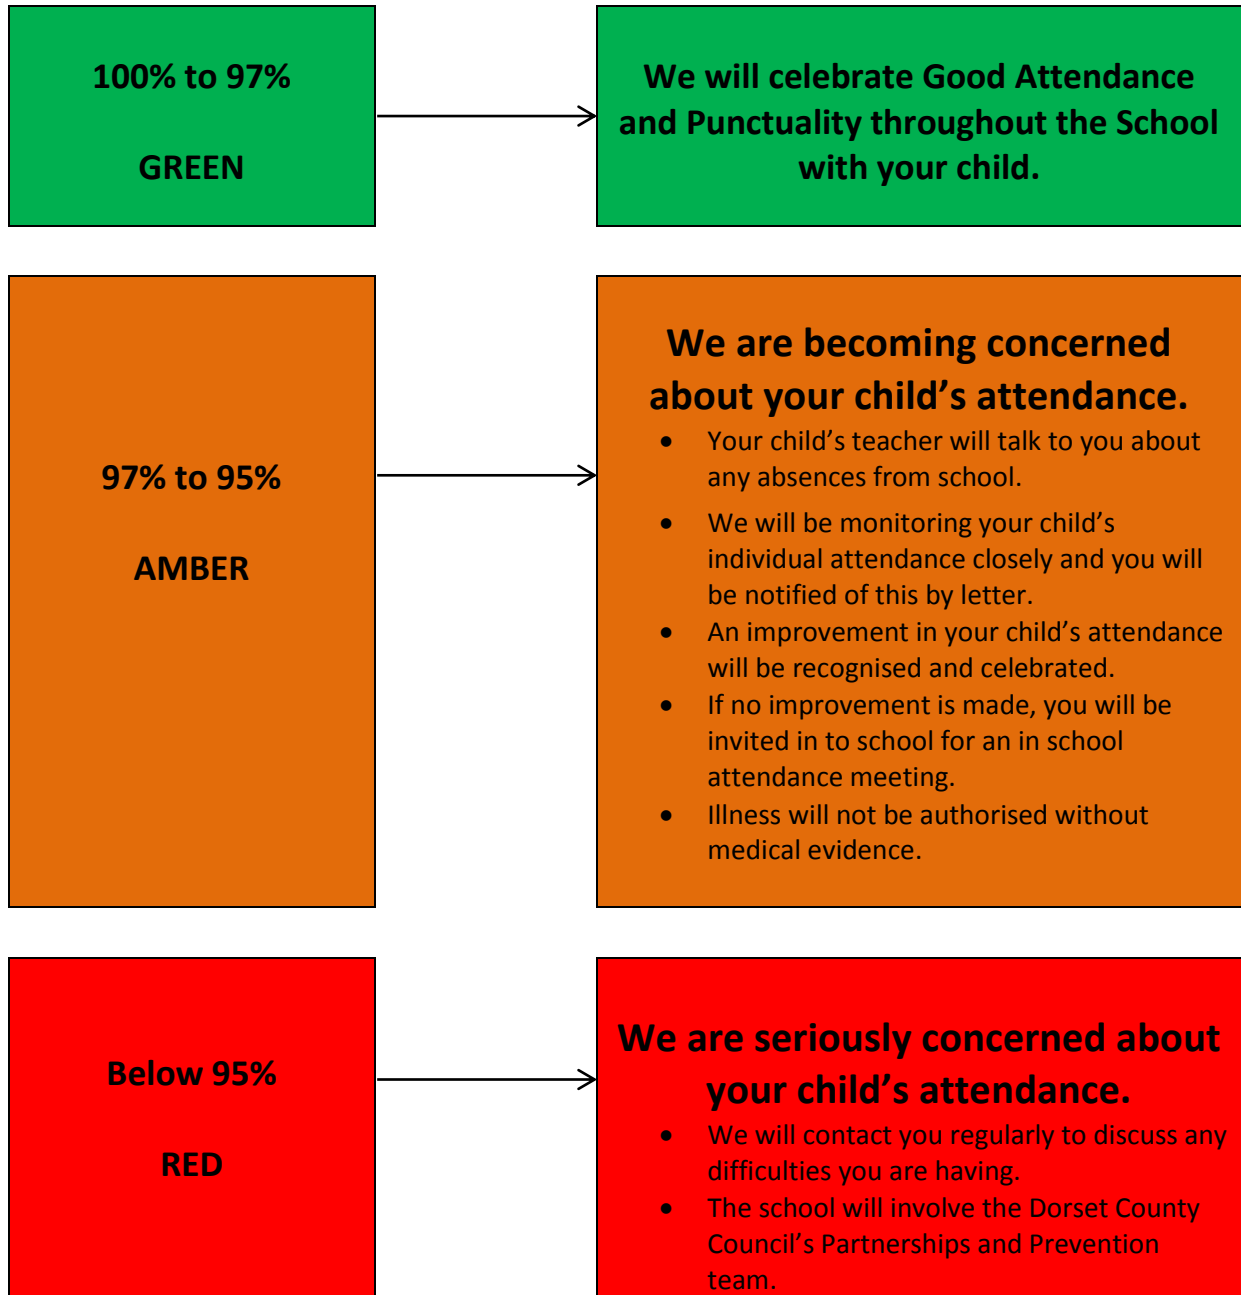 100% to 97%
GREEN
We will celebrate Good Attendance
and Punctuality throughout the School
with your child.
97% to 95%
AMBER
We are becoming concerned
about your child’s attendance.
• Your child’s teacher will talk to you about
any absences from school.
• We will be monitoring your child’s
individual attendance closely and you will
be notified of this by letter.
• An improvement in your child’s attendance
will be recognised and celebrated.
• If no improvement is made, you will be
invited in to school for an in school
attendance meeting.
• Illness will not be authorised without
medical evidence.
Below 95%
RED
We are seriously concerned about
your child’s attendance.
• We will contact you regularly to discuss any
difficulties you are having.
• The school will involve the Dorset County
Council’s Partnerships and Prevention
team.